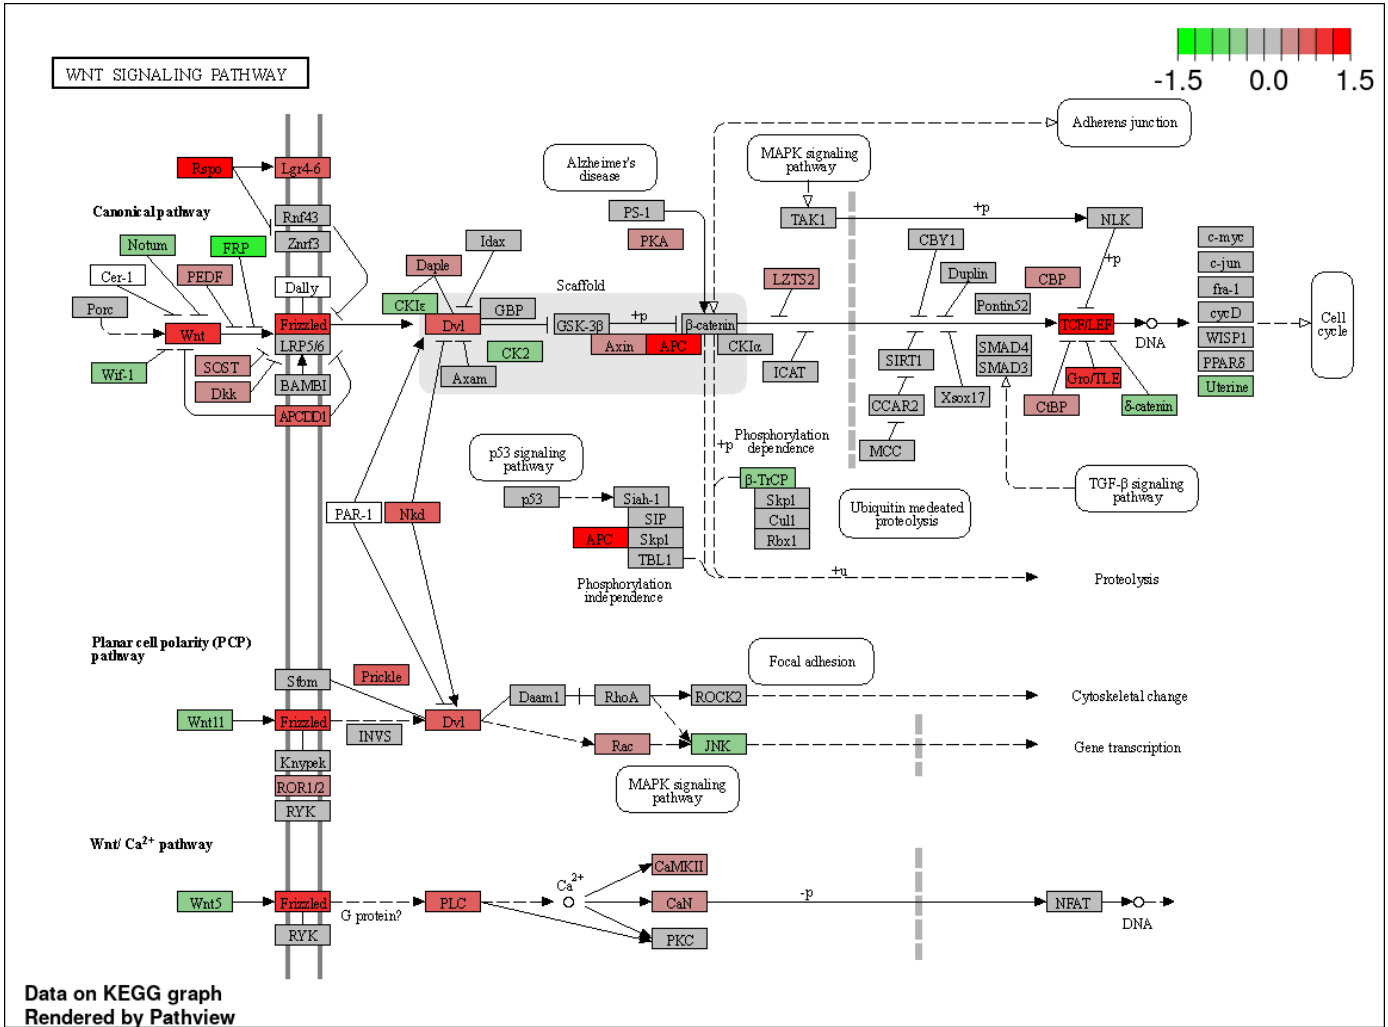 WNT SIGNALING PATHWAY
-1.5 0.0 1.5
Adherens junction
Alzheimer's
disease
MAPK signaling
pathway
Rspo
Lgr4-6
Canonical pathway
Rnf43
Znrf3
PS-1
PKA
TAK1
+p
NLK
Notum
FRP
Idax
CBY1
c-myc
Cer-1
PEDF
Dally
Daple
LZTS2
Duplin
CBP
+p
c-jun
Porc
Wnt
Frizzled
LRP5/6
CKIε
Scaffold
Dvl
GBP
GSK-3β
+p
β-catenin
Pontin52
TCF/LEF
DNA
fra-1
cycD
Cell
cycle
Wif-1
SOST
Dkk
BAMBI
APCDD1
CK2
Axam
Axin
APC
CKIα
ICAT
SIRT1
CCAR2
MCC
Xsox17
SMAD4
SMAD3
Gro/TLE
CtBP
δ-catenin
WISP1
PPARδ
Uterine
p53 signaling
pathway
+p
Phosphorylation
dependence
TGF-β signaling
pathway
PAR-1
Nkd
p53
Siah-1
SIP
APC
Skp1
TBL1
Phosphorylation
independence
β-TrCP
Skp1
Cul1
Rbx1
Ubiquitin medeated
proteolysis
+u
Proteolysis
Planar cell polarity (PCP)
pathway
Stbm
Prickle
Focal adhesion
Daam1
RhoA
ROCK2
Cytoskeletal change
Wnt11
Frizzled
INVS
Dvl
Rac
JNK
Gene transcription
Knypek
ROR1/2
RYK
MAPK signaling
pathway
Wnt/ Ca2+ pathway
CaMKII
Wnt5
Frizzled
G protein?
PLC
Ca2+
CaN
-p
NFAT
DNA
RYK
PKC
Data on KEGG graph
Rendered by Pathview